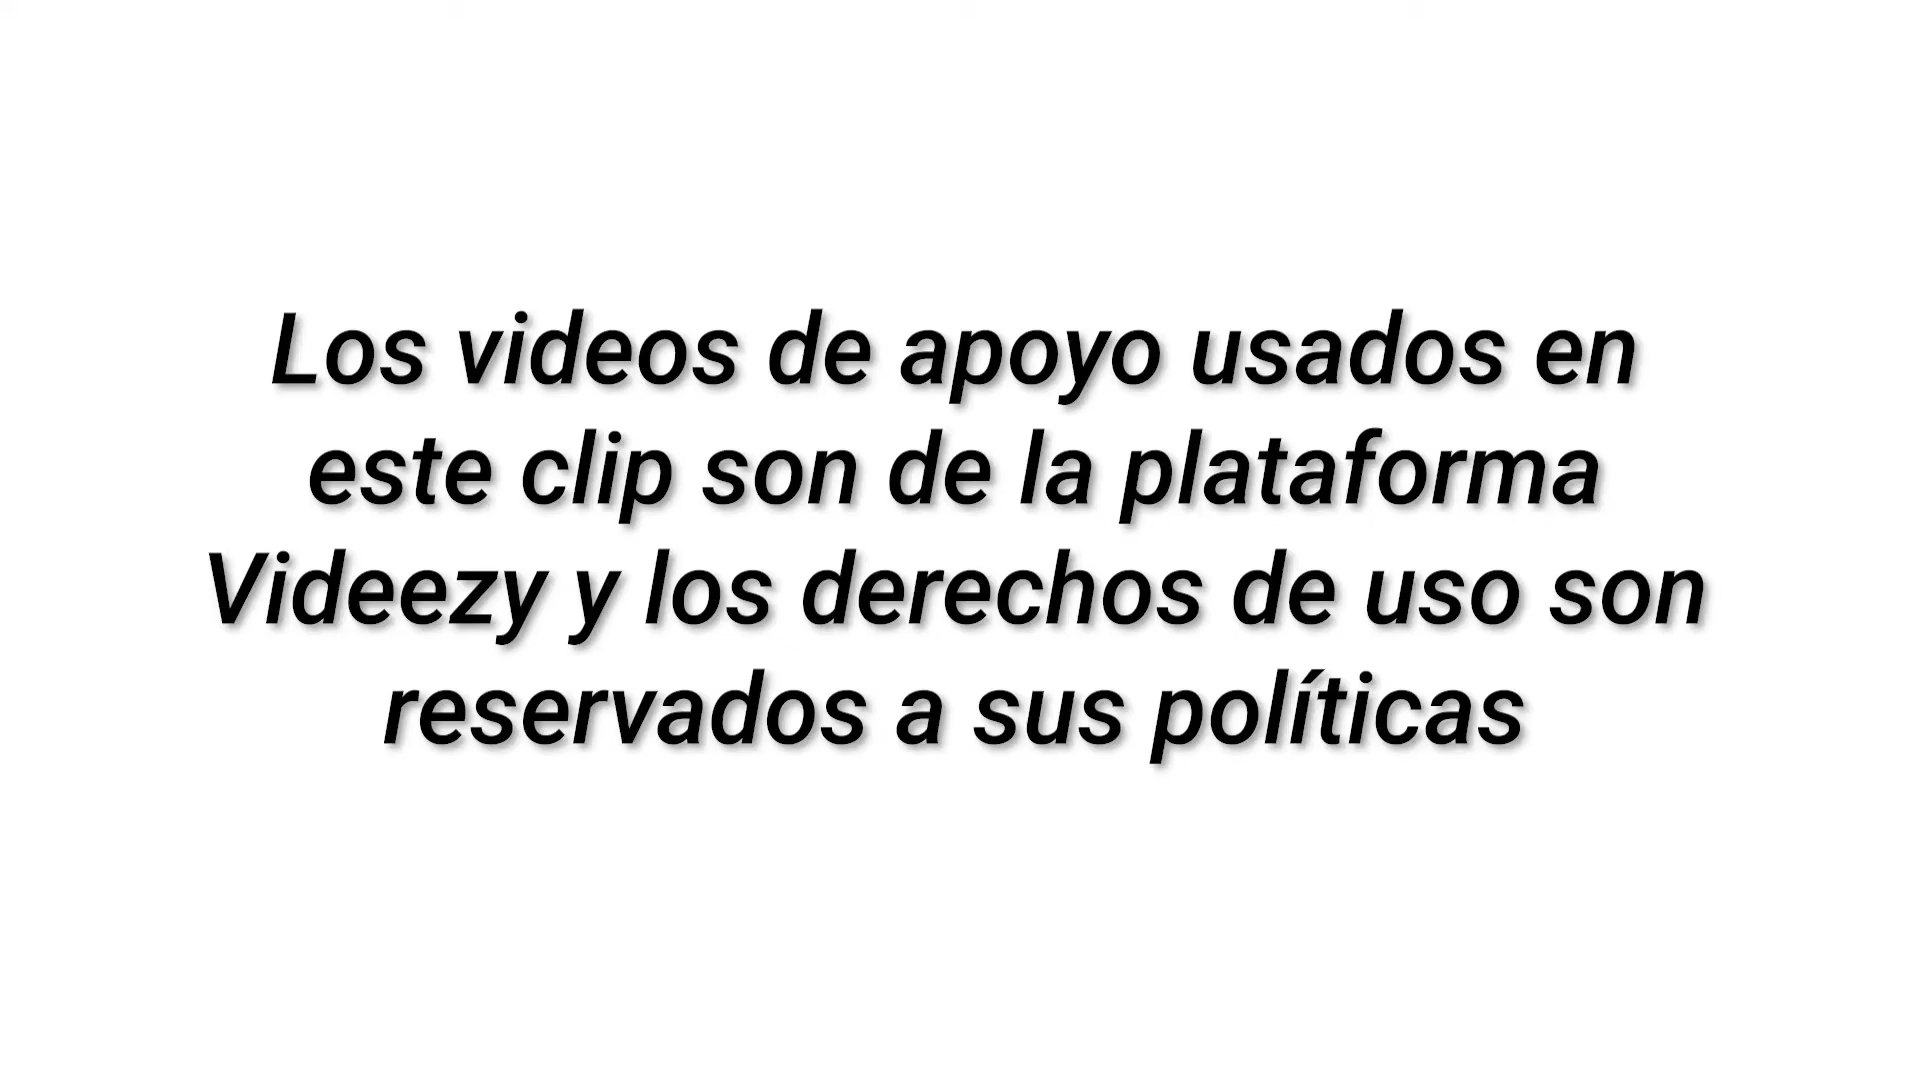 Los videos de apoyo usados en
este clip son de la plataforma
Videezy y los derechos de uso son
reservados a sus políticas